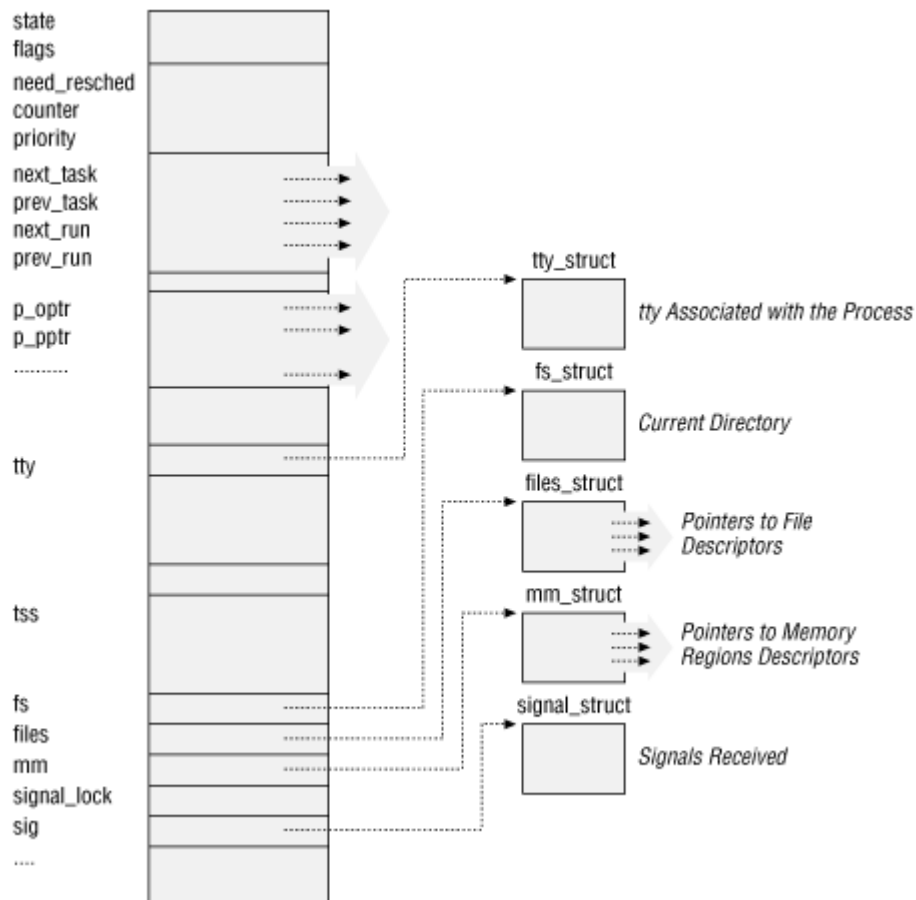 state
flags
need_resched
counter
priority
next_task
prev_task
next_run
prev_run
p_optr
p_pptr
..........
tty
tss
fs
files
mm
signal_lock
sig
....
tty_struct
tty Associated with the Process
fs_struct
Current Directory
files_struct
Pointers to File
Descriptors
mm_struct
Pointers to Memory
Regions Descriptors
signal_struct
Signals Received